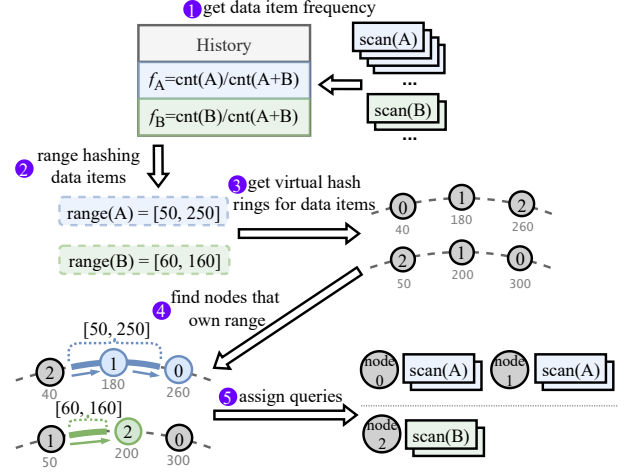 1 get data item frequency
History
f_A=cnt(A)/cnt(A+B)
f_B=cnt(B)/cnt(A+B)
scan(A)
...
scan(B)
...
2 range hashing
data items
range(A) = [50, 250]
range(B) = [60, 160]
3 get virtual hash
rings for data items
0 1 2
40 180 260
2 1 0
50 200 300
4 find nodes that
own range
[50, 250]
2 1 0
40 180 260
[60, 160]
1 2 0
50 200 300
5 assign queries
node
0
scan(A)
node
1
scan(A)
node
2
scan(B)